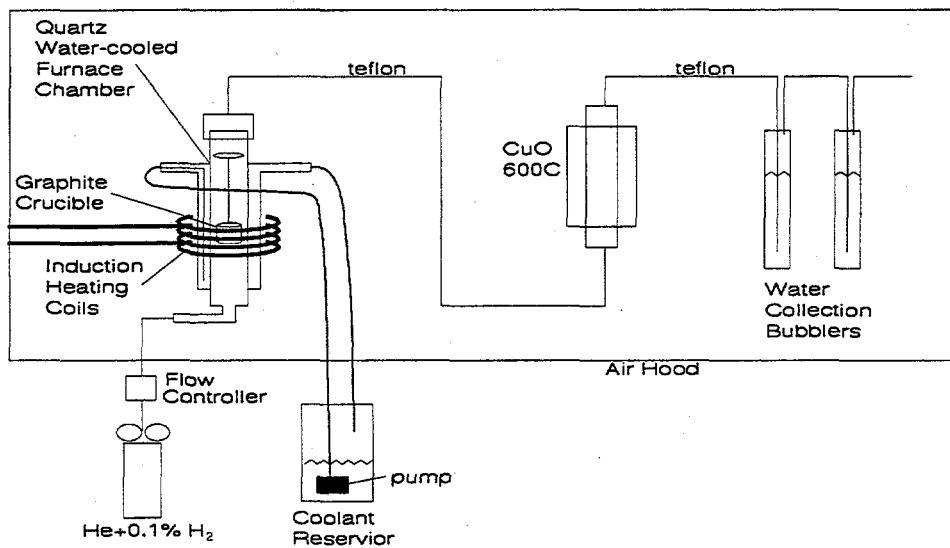 Quartz
Water-cooled
Furnace
Chamber
teflon
teflon
CuO
600C
Graphite
Crucible
Induction
Heating
Coils
Water
Collection
Bubblers
Air Hood
Flow
Controller
pump
He+0.1% H₂
Coolant
Reservior